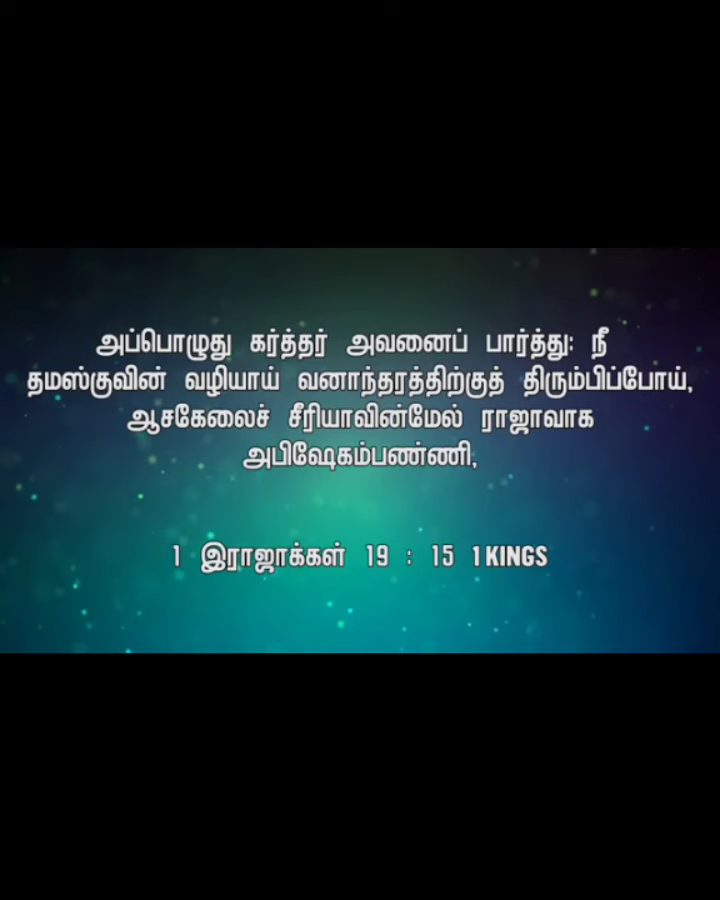 அப்பொழுது கர்த்தர் அவனைப் பார்த்து: நீ
தமஸ்குவின் வழியாய் வனாந்தரத்திற்குத் திரும்பிப்போய்,
ஆசகேலைச் சீரியாவின்மேல் ராஜாவாக
அபிஷேகம்பண்ணி,
1 இராஜாக்கள் 19 : 15 1 KINGS